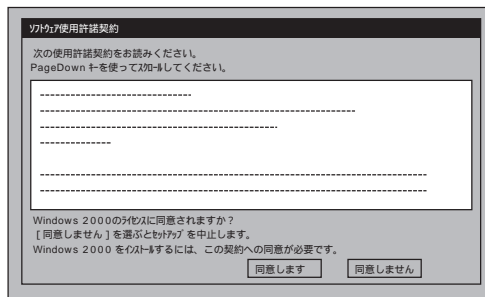 ｿﾌﾄｳｪｱ使用許諾契約
次の使用許諾契約をお読みください。
PageDown ｷｰを使ってｽｸﾛｰﾙしてください。
Windows 2000のﾗｲｾﾝｽに同意されますか？
[ 同意しません ] を選ぶとｾｯﾄｱｯﾌﾟを中止します。
Windows 2000 をｲﾝｽﾄｰﾙするには、この契約への同意が必要です。
同意します
同意しません